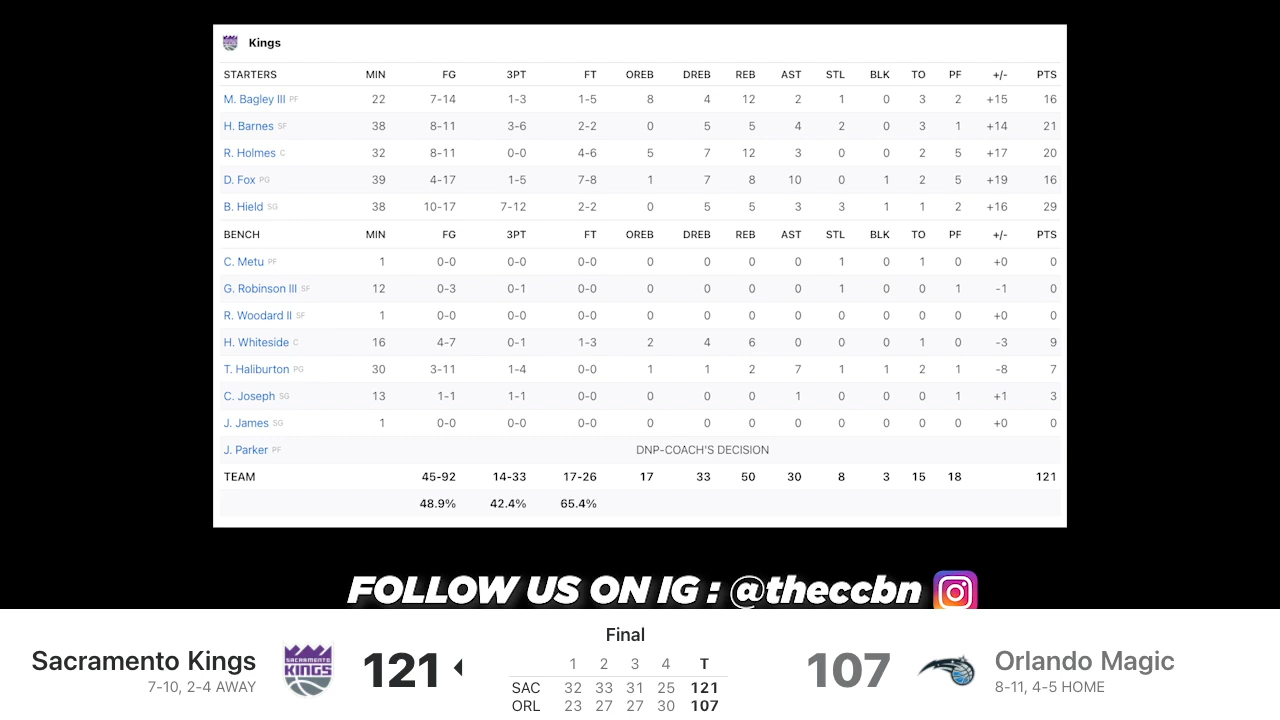 Kings
STARTERS MIN FG 3PT FT OREB DREB REB AST STL BLK TO PF +/- PTS
M. Bagley III PF 22 7-14 1-3 1-5 8 4 12 2 1 0 3 2 +15 16
H. Barnes SF 38 8-11 3-6 2-2 0 5 5 4 2 0 3 1 +14 21
R. Holmes C 32 8-11 0-0 4-6 5 7 12 3 0 0 2 5 +17 20
D. Fox PG 39 4-17 1-5 7-8 1 7 8 10 0 1 2 5 +19 16
B. Hield SG 38 10-17 7-12 2-2 0 5 5 3 3 1 1 2 +16 29
BENCH MIN FG 3PT FT OREB DREB REB AST STL BLK TO PF +/- PTS
C. Metu PF 1 0-0 0-0 0-0 0 0 0 0 1 0 1 0 +0 0
G. Robinson III SF 12 0-3 0-1 0-0 0 0 0 0 1 0 0 1 -1 0
R. Woodard II SF 1 0-0 0-0 0-0 0 0 0 0 0 0 0 0 +0 0
H. Whiteside C 16 4-7 0-1 1-3 2 4 6 0 0 0 1 0 -3 9
T. Haliburton PG 30 3-11 1-4 0-0 1 1 2 7 1 1 2 1 -8 7
C. Joseph SG 13 1-1 1-1 0-0 0 0 0 1 0 0 0 1 +1 3
J. James SG 1 0-0 0-0 0-0 0 0 0 0 0 0 0 0 +0 0
J. Parker PF DNP-COACH'S DECISION
TEAM 45-92 14-33 17-26 17 33 50 30 8 3 15 18 121
48.9% 42.4% 65.4%
FOLLOW US ON IG : @theccbn
Sacramento Kings
7-10, 2-4 AWAY
SACRAMENTO
KINGS
121
Final
1 2 3 4 T
SAC 32 33 31 25 121
ORL 23 27 27 30 107
107
Orlando Magic
8-11, 4-5 HOME